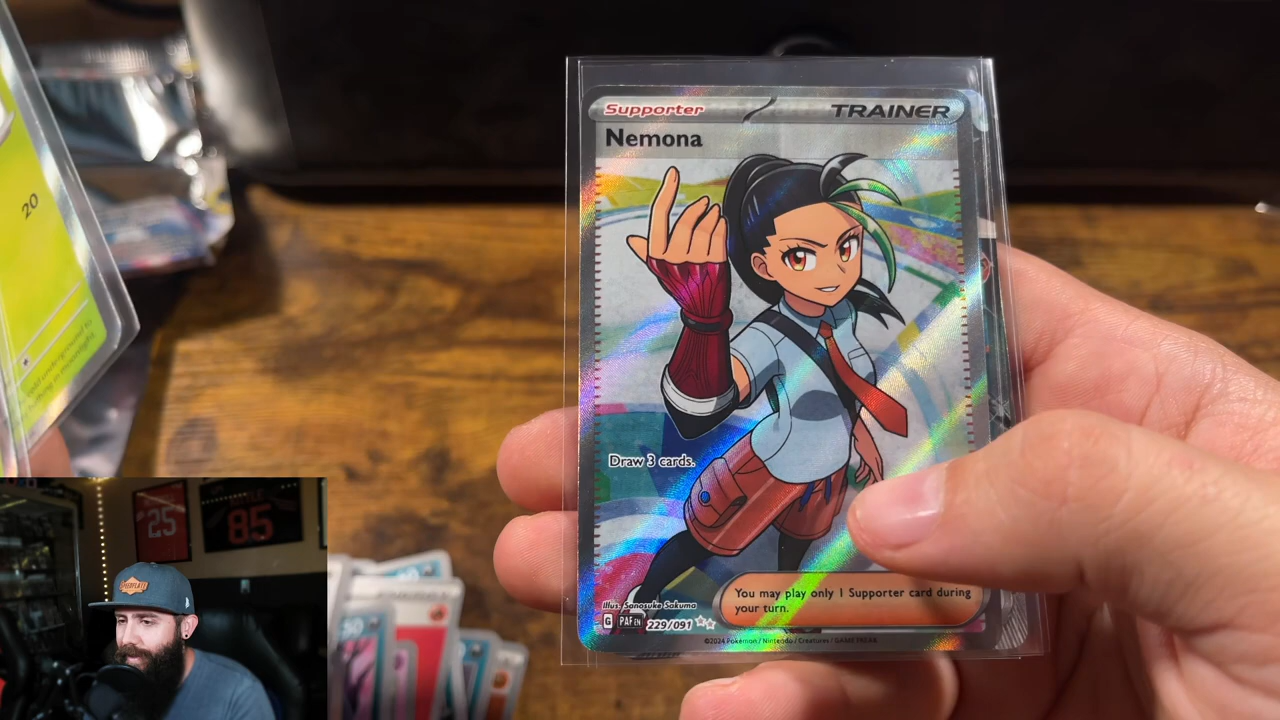 Supporter
TRAINER
Nemona
20
Draw 3 cards.
You may play only 1 Supporter card during
your turn.
Illus. Sonosuke Sakuma
G PAF EN 229/091
©2024 Pokémon / Nintendo / Creatures / GAME FREAK
25
85